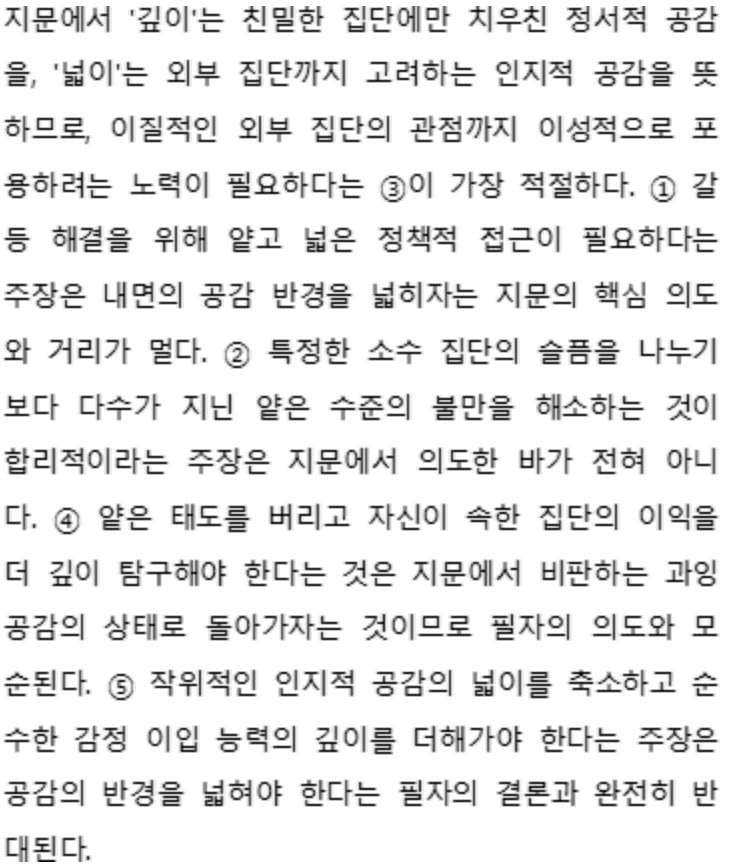 지문에서 '깊이'는 친밀한 집단에만 치우친 정서적 공감
을, '넓이'는 외부 집단까지 고려하는 인지적 공감을 뜻
하므로, 이질적인 외부 집단의 관점까지 이성적으로 포
용하려는 노력이 필요하다는 ③이 가장 적절하다. ① 갈
등 해결을 위해 얕고 넓은 정책적 접근이 필요하다는
주장은 내면의 공감 반경을 넓히자는 지문의 핵심 의도
와 거리가 멀다. ② 특정한 소수 집단의 슬픔을 나누기
보다 다수가 지닌 얕은 수준의 불만을 해소하는 것이
합리적이라는 주장은 지문에서 의도한 바가 전혀 아니
다. ④ 얕은 태도를 버리고 자신이 속한 집단의 이익을
더 깊이 탐구해야 한다는 것은 지문에서 비판하는 과잉
공감의 상태로 돌아가자는 것이므로 필자의 의도와 모
순된다. ⑤ 작위적인 인지적 공감의 넓이를 축소하고 순
수한 감정 이입 능력의 깊이를 더해가야 한다는 주장은
공감의 반경을 넓혀야 한다는 필자의 결론과 완전히 반
대된다.